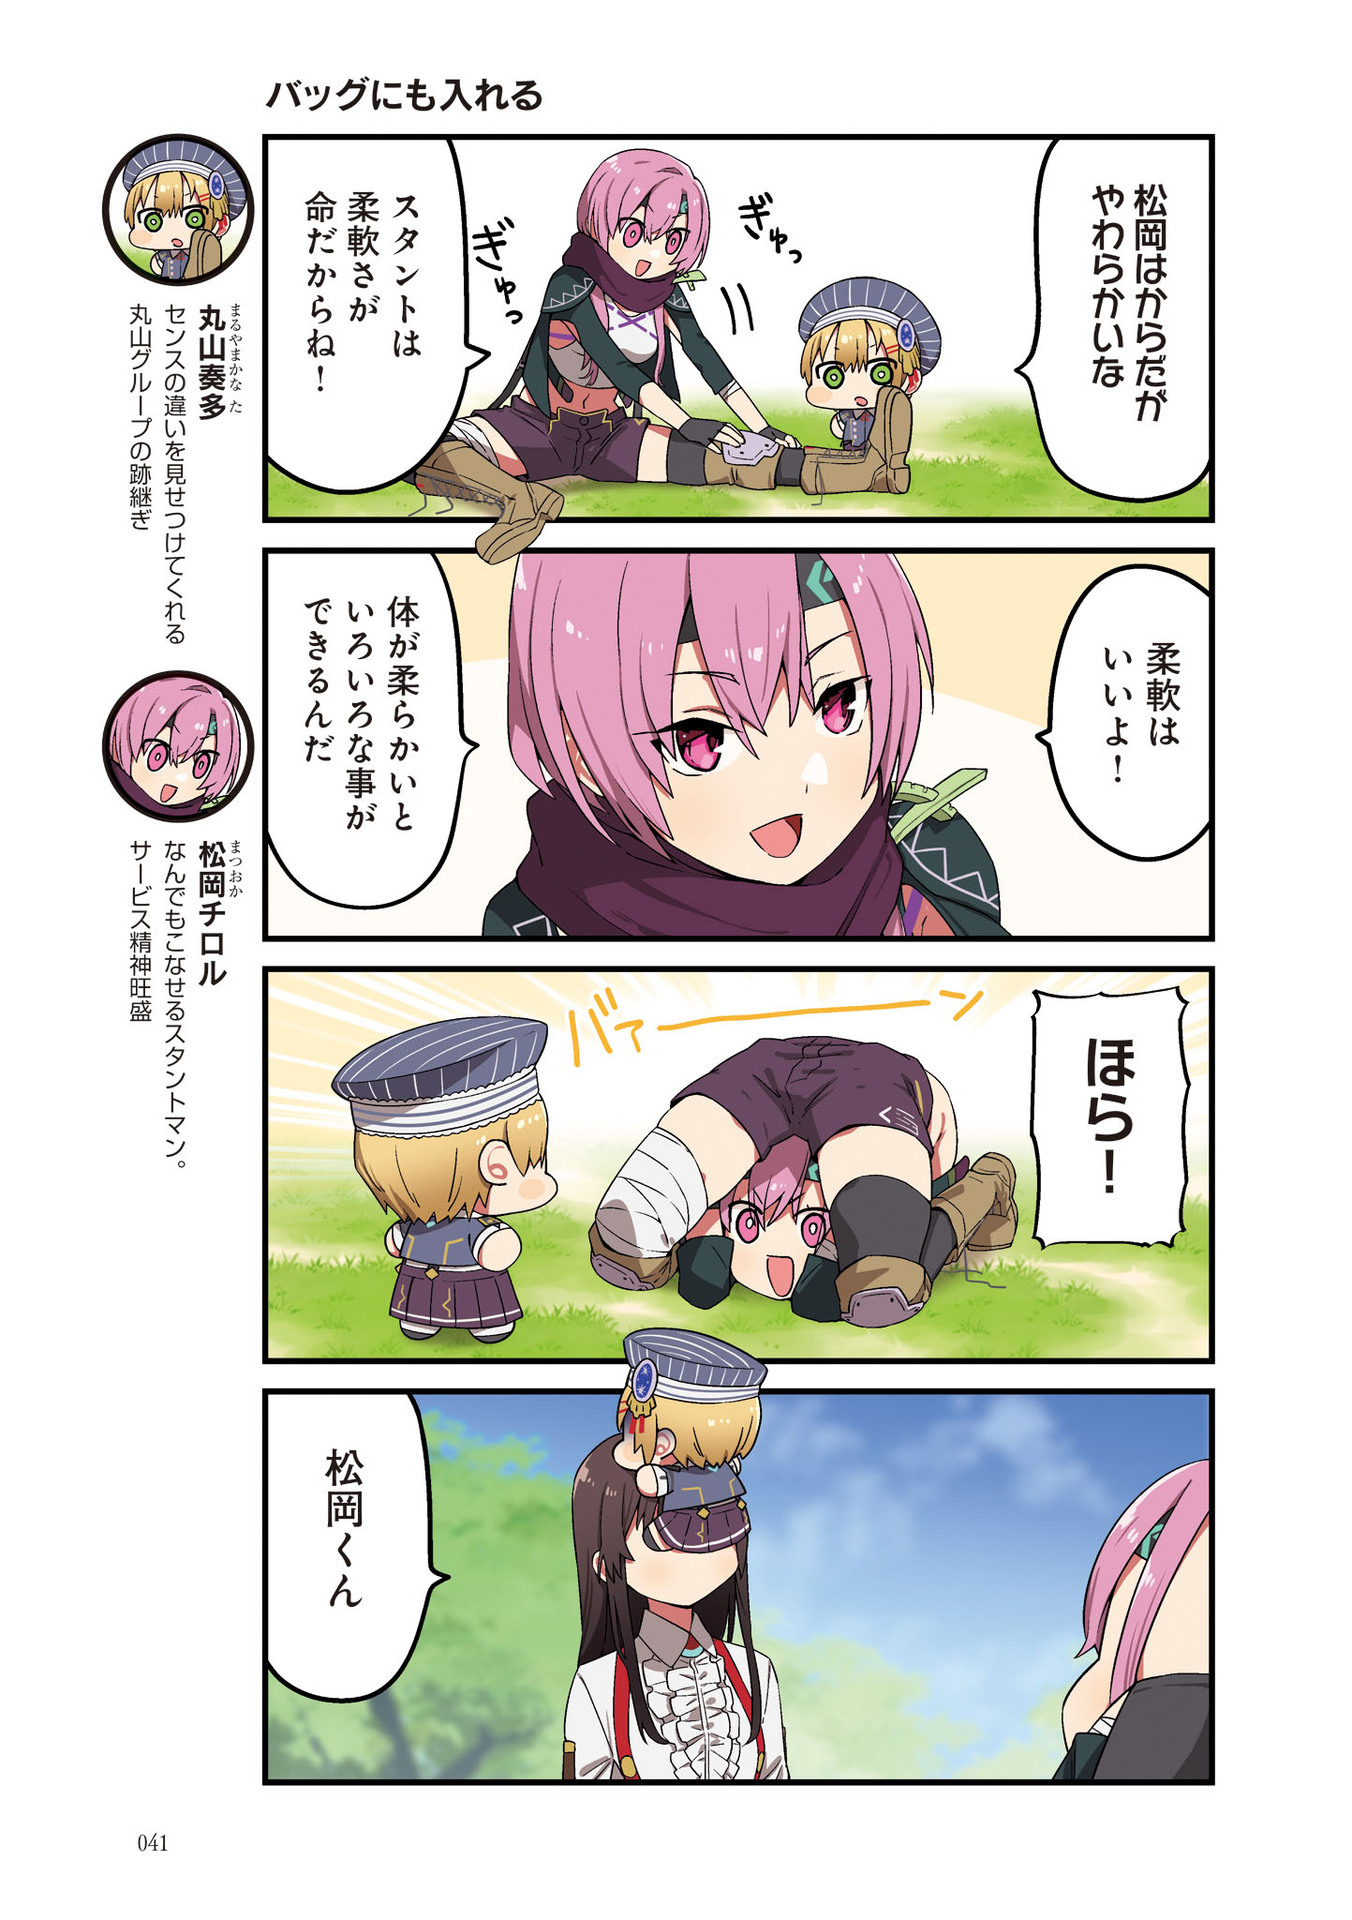 バッグにも入れる
松岡はからだが
やわらかいな
ぎゅっ
ぎゅっ
スタントは
柔軟さが
命だからね！
柔軟は
いいよ！
体が柔らかいと
いろいろな事が
できるんだ
ほら！
バァーーン
松岡くん
まるやまかなた
丸山奏多
センスの違いを見せつけてくれる
丸山グループの跡継ぎ
まつおか
松岡チロル
なんでもこなせるスタントマン。
サービス精神旺盛
041